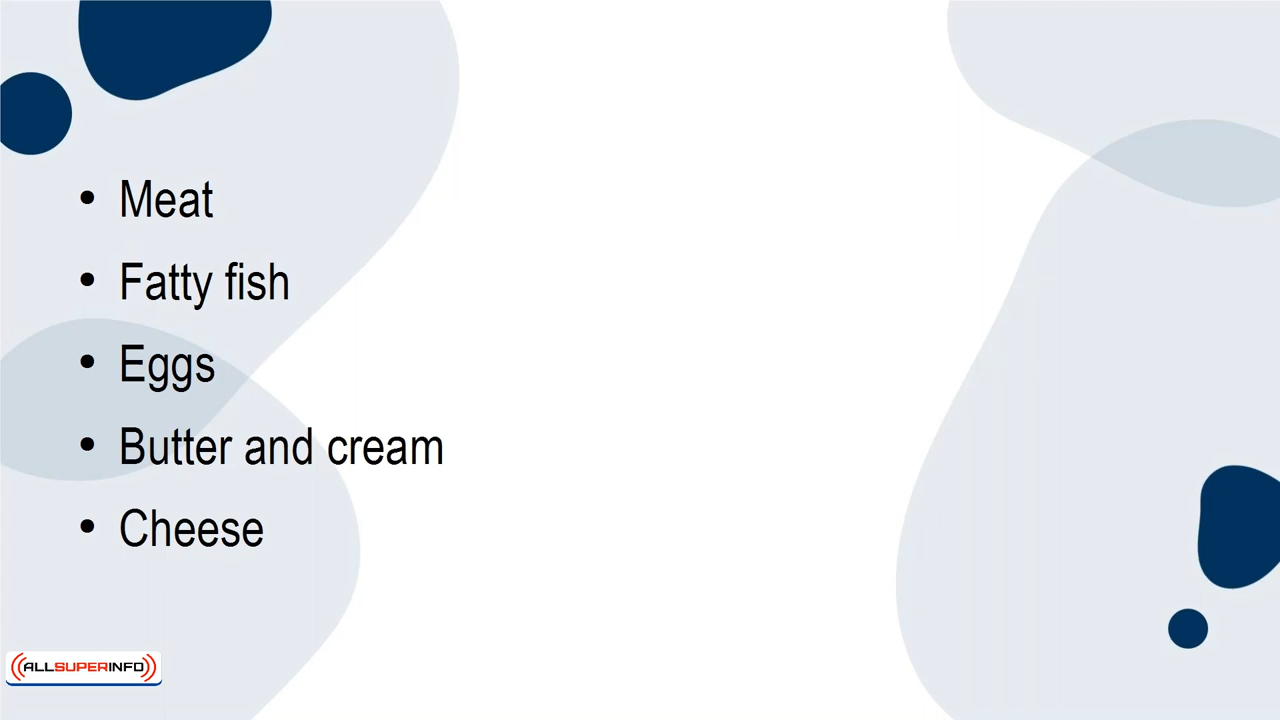 • Meat
• Fatty fish
• Eggs
• Butter and cream
• Cheese
ALLSUPERINFO